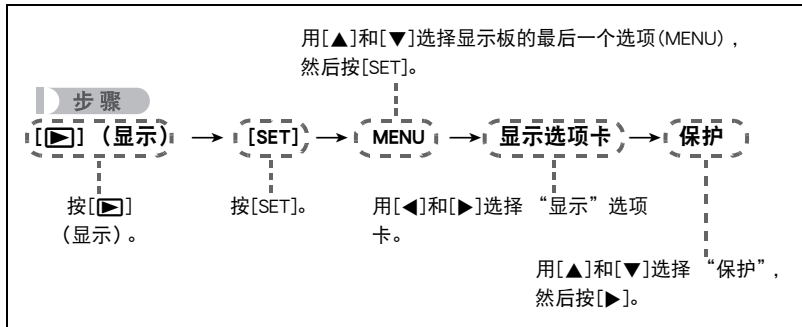 用[▲]和[▼]选择显示板的最后一个选项(MENU)，
然后按[SET]。
步 骤
[▶]（显示） → [SET] → MENU → 显示选项卡 → 保护
按[▶]
（显示）。
按[SET]。
用[◀]和[▶]选择 “显示”选项
卡。
用[▲]和[▼]选择 “保护”，
然后按[▶]。